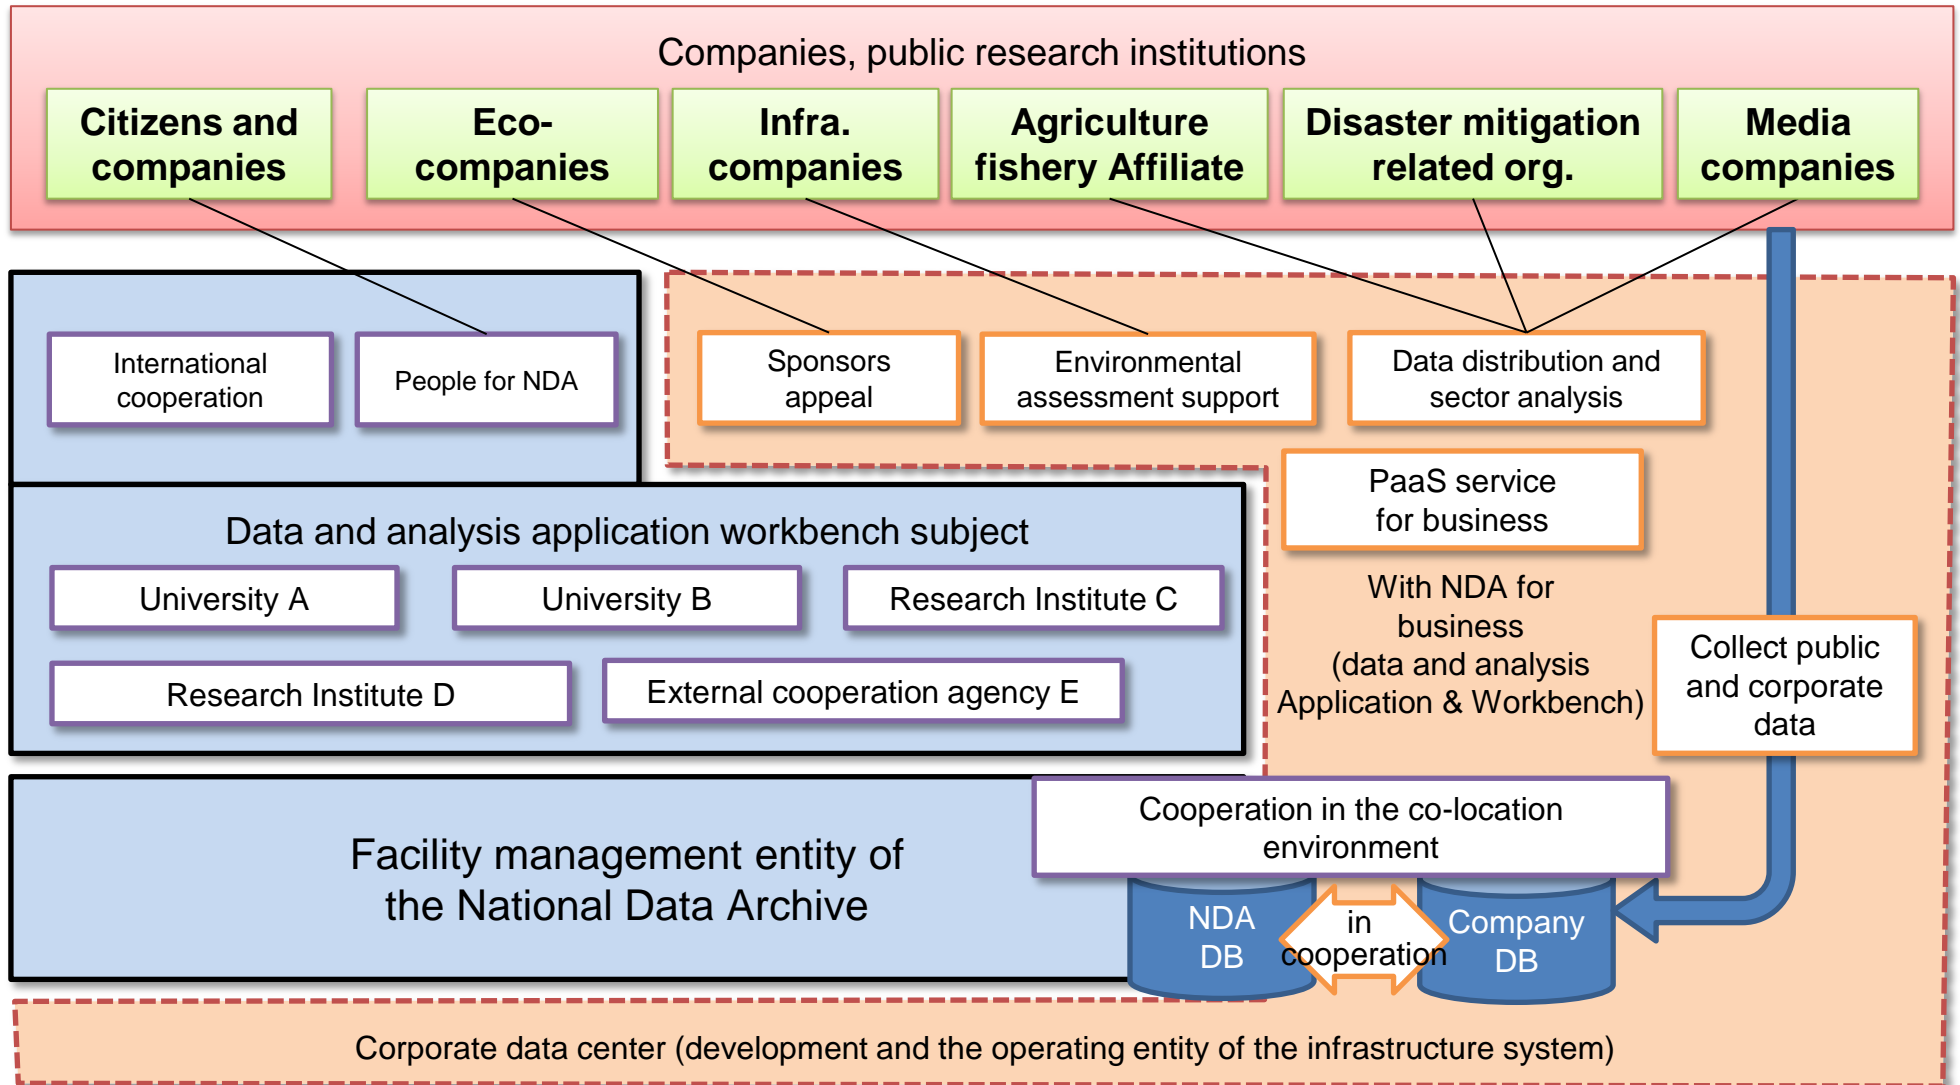 Companies, public research institutions
Citizens and
companies
Eco-
companies
Infra.
companies
Agriculture
fishery Affiliate
Disaster mitigation
related org.
Media
companies
International
cooperation
People for NDA
Sponsors
appeal
Environmental
assessment support
Data distribution and
sector analysis
PaaS service
for business
Data and analysis application workbench subject
University A
University B
Research Institute C
Research Institute D
External cooperation agency E
With NDA for
business
(data and analysis
Application & Workbench)
Collect public
and corporate
data
Cooperation in the co-location
environment
Facility management entity of
the National Data Archive
NDA
DB
in
cooperation
Company
DB
Corporate data center (development and the operating entity of the infrastructure system)